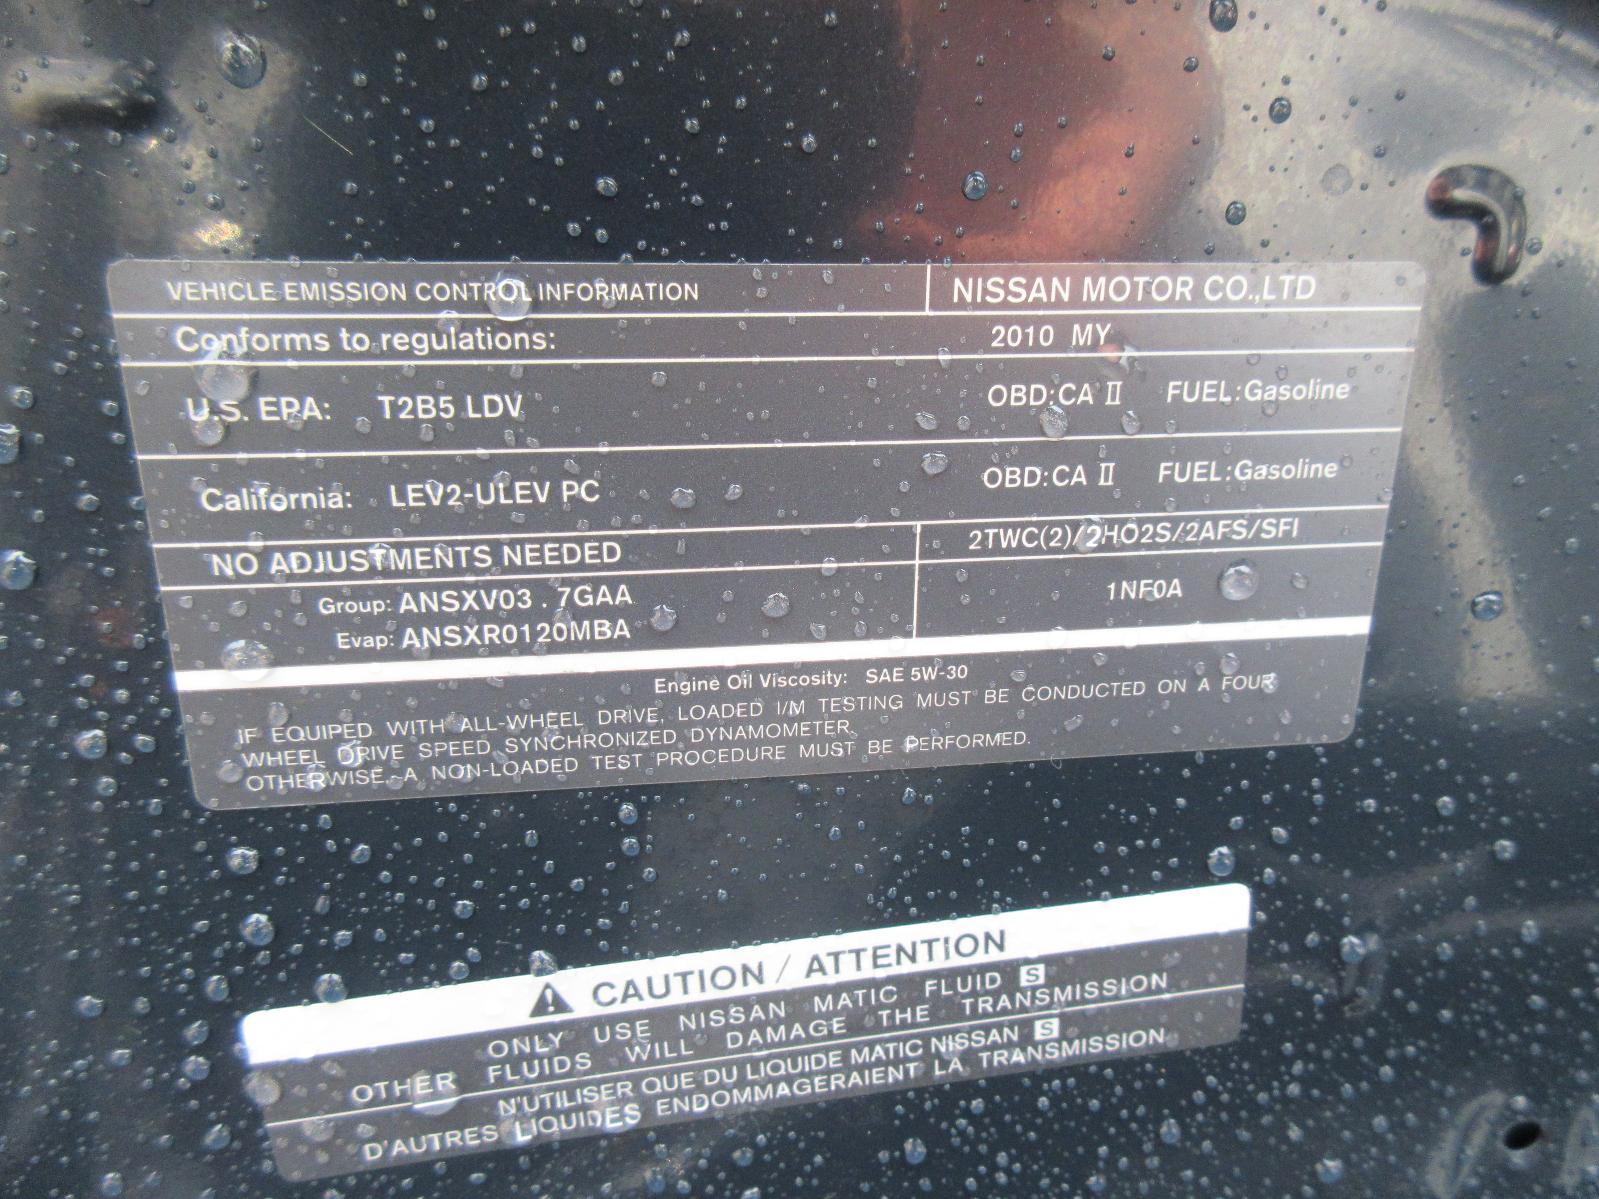 VEHICLE EMISSION CONTROL INFORMATION NISSAN MOTOR CO.,LTD
Conforms to regulations: 2010 MY
U.S. EPA: T2B5 LDV OBD:CA II FUEL:Gasoline
California: LEV2-ULEV PC OBD:CA II FUEL:Gasoline
NO ADJUSTMENTS NEEDED 2TWC(2)/2HO2S/2AFS/SFI
Group: ANSXV03.7GAA 1NF0A
Evap: ANSXR0120MBA
Engine Oil Viscosity: SAE 5W-30
IF EQUIPED WITH ALL-WHEEL DRIVE, LOADED I/M TESTING MUST BE CONDUCTED ON A FOUR
WHEEL DRIVE SPEED SYNCHRONIZED DYNAMOMETER.
OTHERWISE, A NON-LOADED TEST PROCEDURE MUST BE PERFORMED.
CAUTION / ATTENTION
ONLY USE NISSAN MATIC FLUID S
OTHER FLUIDS WILL DAMAGE THE TRANSMISSION
N'UTILISER QUE DU LIQUIDE MATIC NISSAN S
D'AUTRES LIQUIDES ENDOMMAGERAIENT LA TRANSMISSION